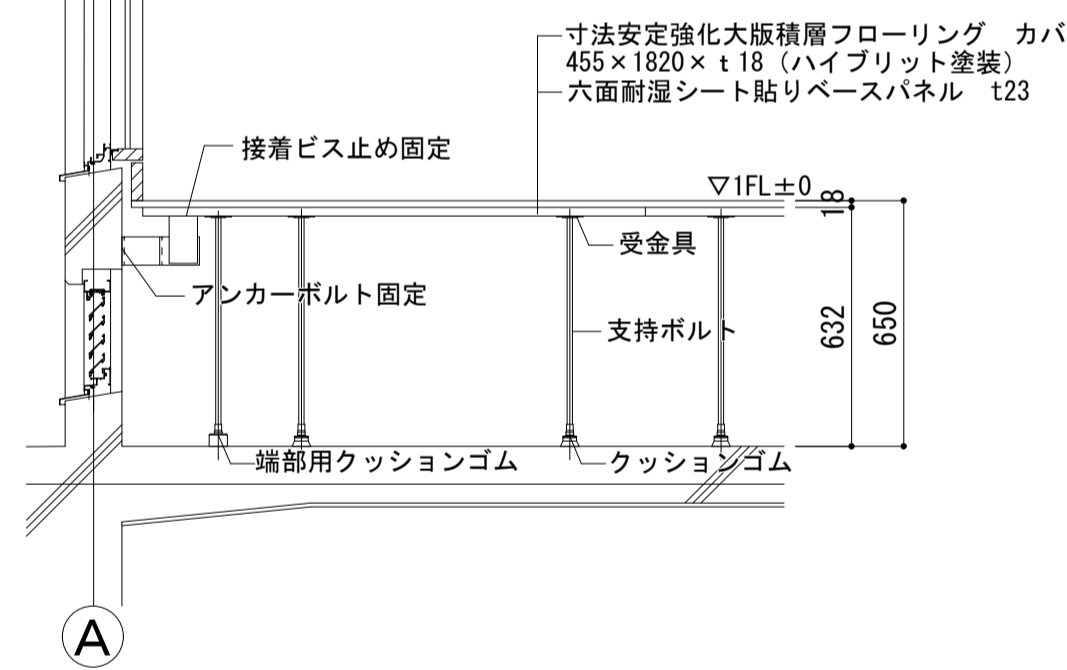 寸法安定強化大版積層フローリング　カバ
455×1820×ｔ18（ハイブリット塗装）
六面耐湿シート貼りベースパネル　t23
接着ビス止め固定
▽1FL±0
18
受金具
アンカーボルト固定
支持ボルト
632
650
端部用クッションゴム
クッションゴム
A